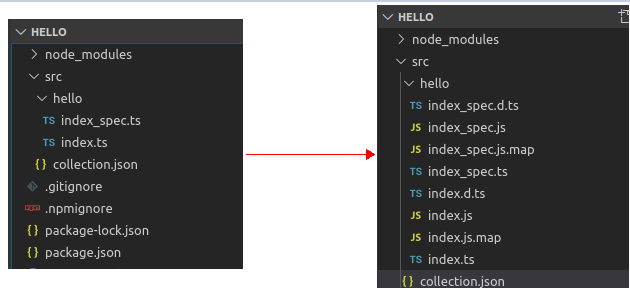 HELLO
node_modules
src
hello
TS index_spec.ts
TS index.ts
{} collection.json
.gitignore
npm .npmignore
{} package-lock.json
{} package.json
HELLO
node_modules
src
hello
TS index_spec.d.ts
JS index_spec.js
JS index_spec.js.map
TS index_spec.ts
TS index.d.ts
JS index.js
JS index.js.map
TS index.ts
{} collection.json